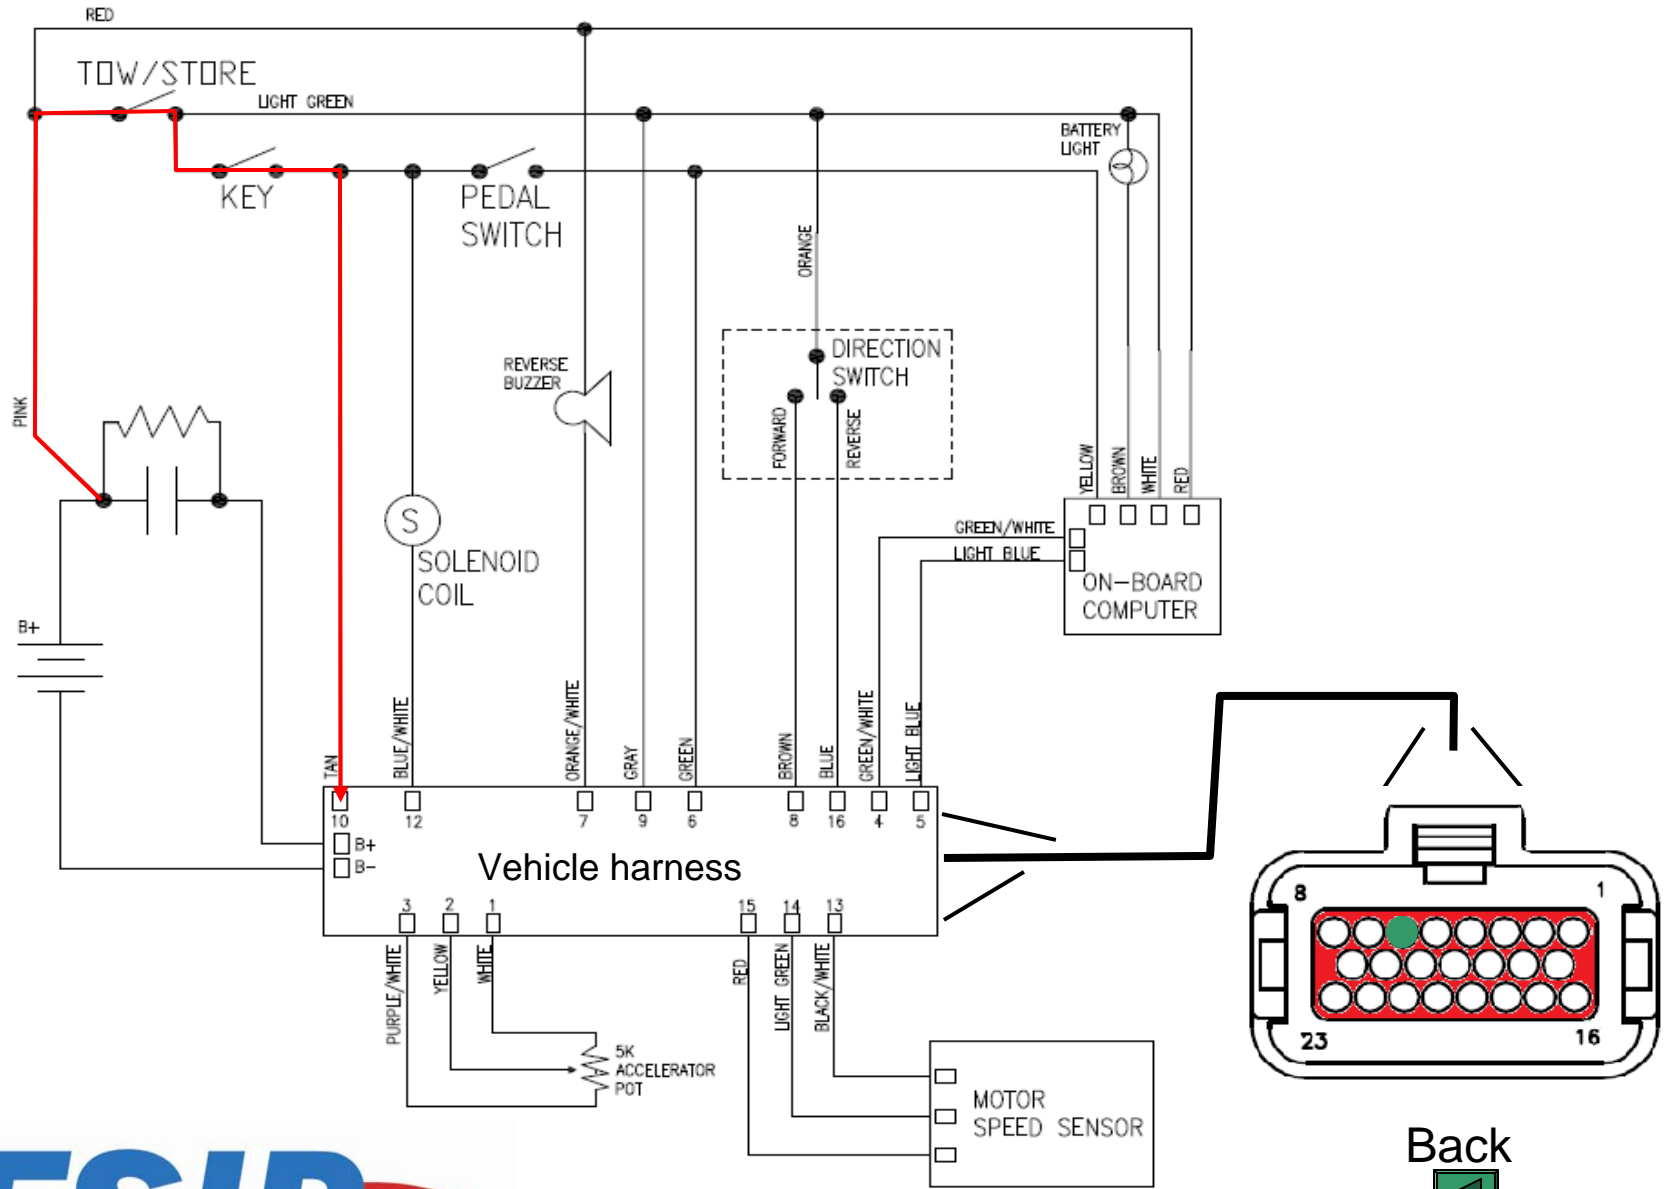 RED
TOW/STORE
LIGHT GREEN
BATTERY
LIGHT
KEY
PEDAL
SWITCH
ORANGE
DIRECTION
SWITCH
REVERSE
BUZZER
FORWARD
REVERSE
PINK
YELLOW
BROWN
WHITE
RED
S
SOLENOID
COIL
GREEN/WHITE
LIGHT BLUE
ON-BOARD
COMPUTER
B+
TAN
BLUE/WHITE
ORANGE/WHITE
GRAY
GREEN
BROWN
BLUE
GREEN/WHITE
LIGHT BLUE
10
12
7
9
6
8
16
4
5
B+
B-
Vehicle harness
3
2
1
15
14
13
PURPLE/WHITE
YELLOW
WHITE
RED
LIGHT GREEN
BLACK/WHITE
5K
ACCELERATOR
POT
MOTOR
SPEED SENSOR
8
1
23
16
Back